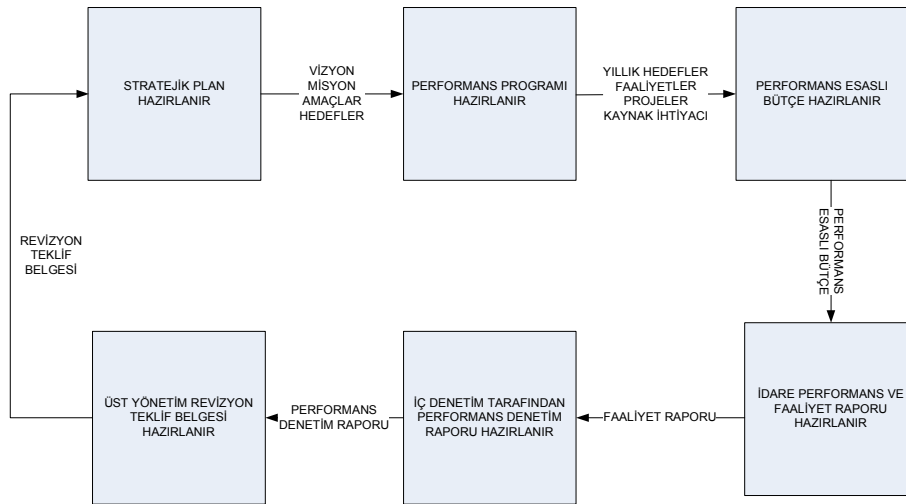 STRATEJİK PLAN
HAZIRLANIR
VİZYON
MİSYON
AMAÇLAR
HEDEFLER
PERFORMANS PROGRAMI
HAZIRLANIR
YILLIK HEDEFLER
FAALİYETLER
PROJELER
KAYNAK İHTİYACI
PERFORMANS ESASLI
BÜTÇE HAZIRLANIR
PERFORMANS
ESASLI BÜTÇE
İDARE PERFORMANS VE
FAALİYET RAPORU
HAZIRLANIR
FAALİYET RAPORU
İÇ DENETİM TARAFINDAN
PERFORMANS DENETİM
RAPORU HAZIRLANIR
PERFORMANS
DENETİM RAPORU
ÜST YÖNETİM REVİZYON
TEKLİF BELGESİ
HAZIRLANIR
REVİZYON
TEKLİF
BELGESİ